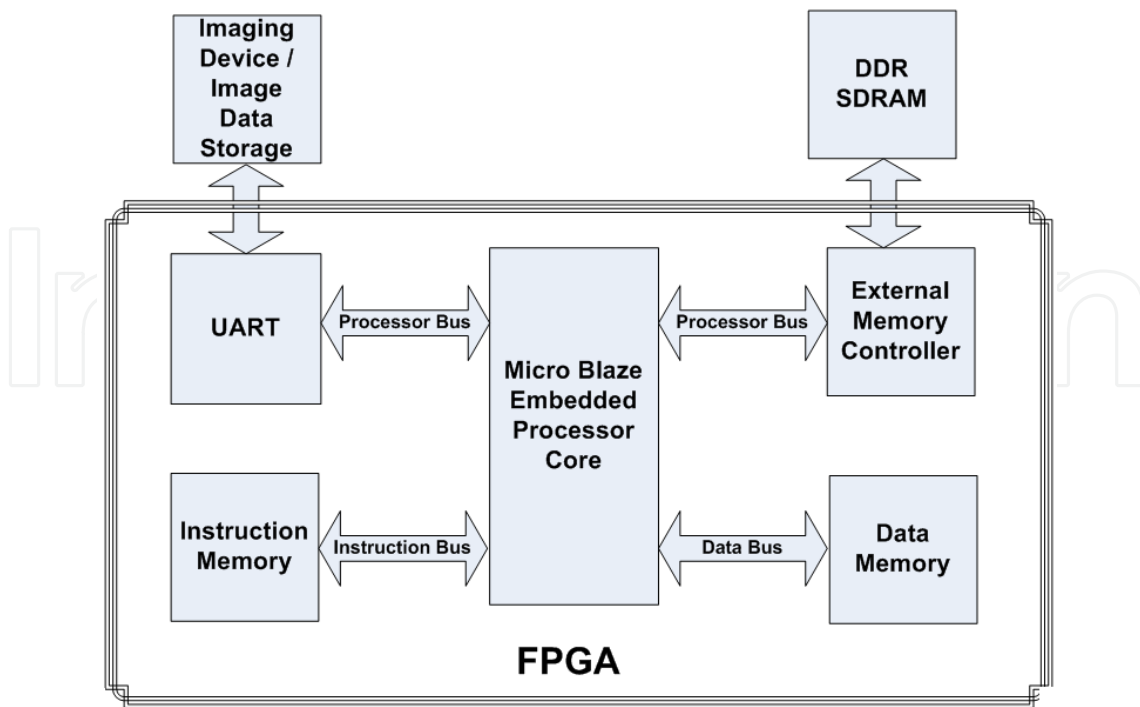 Imaging
Device /
Image
Data
Storage
DDR
SDRAM
UART
Processor Bus
Micro Blaze
Embedded
Processor
Core
Processor Bus
External
Memory
Controller
Instruction
Memory
Instruction Bus
Data Bus
Data
Memory
FPGA